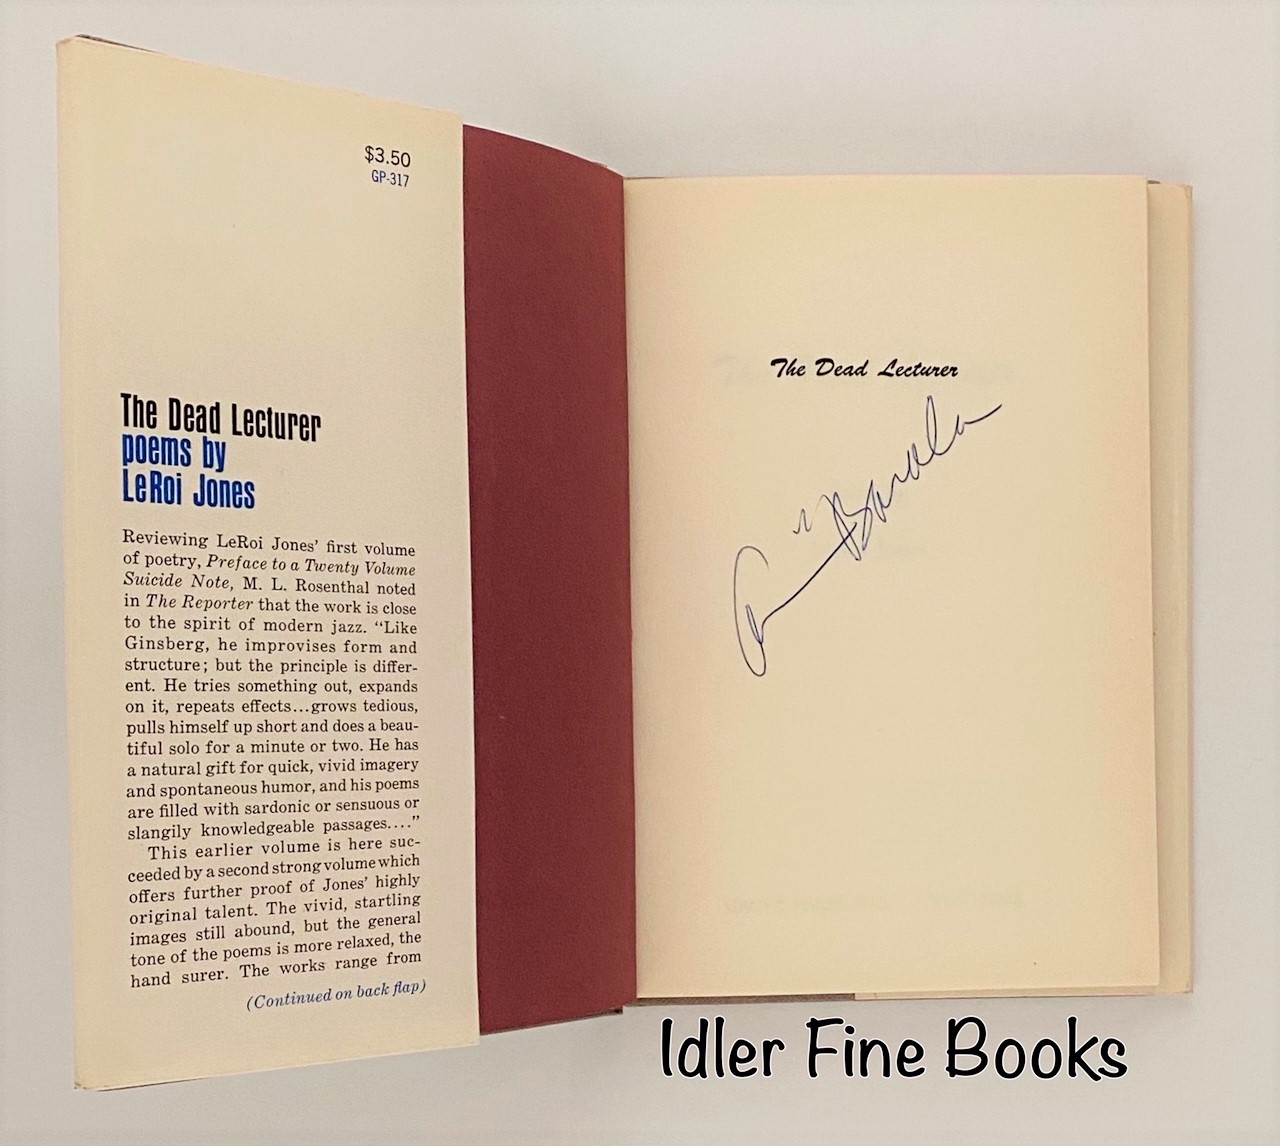 $3.50
GP-317
The Dead Lecturer
poems by
LeRoi Jones
Reviewing LeRoi Jones' first volume
of poetry, Preface to a Twenty Volume
Suicide Note, M. L. Rosenthal noted
in The Reporter that the work is close
to the spirit of modern jazz. “Like
Ginsberg, he improvises form and
structure; but the principle is differ-
ent. He tries something out, expands
on it, repeats effects...grows tedious,
pulls himself up short and does a beau-
tiful solo for a minute or two. He has
a natural gift for quick, vivid imagery
and spontaneous humor, and his poems
are filled with sardonic or sensuous or
slangily knowledgeable passages....”
This earlier volume is here suc-
ceeded by a second strong volume which
offers further proof of Jones' highly
original talent. The vivid, startling
images still abound, but the general
tone of the poems is more relaxed, the
hand surer. The works range from
(Continued on back flap)
The Dead Lecturer
Amiri Baraka
Idler Fine Books